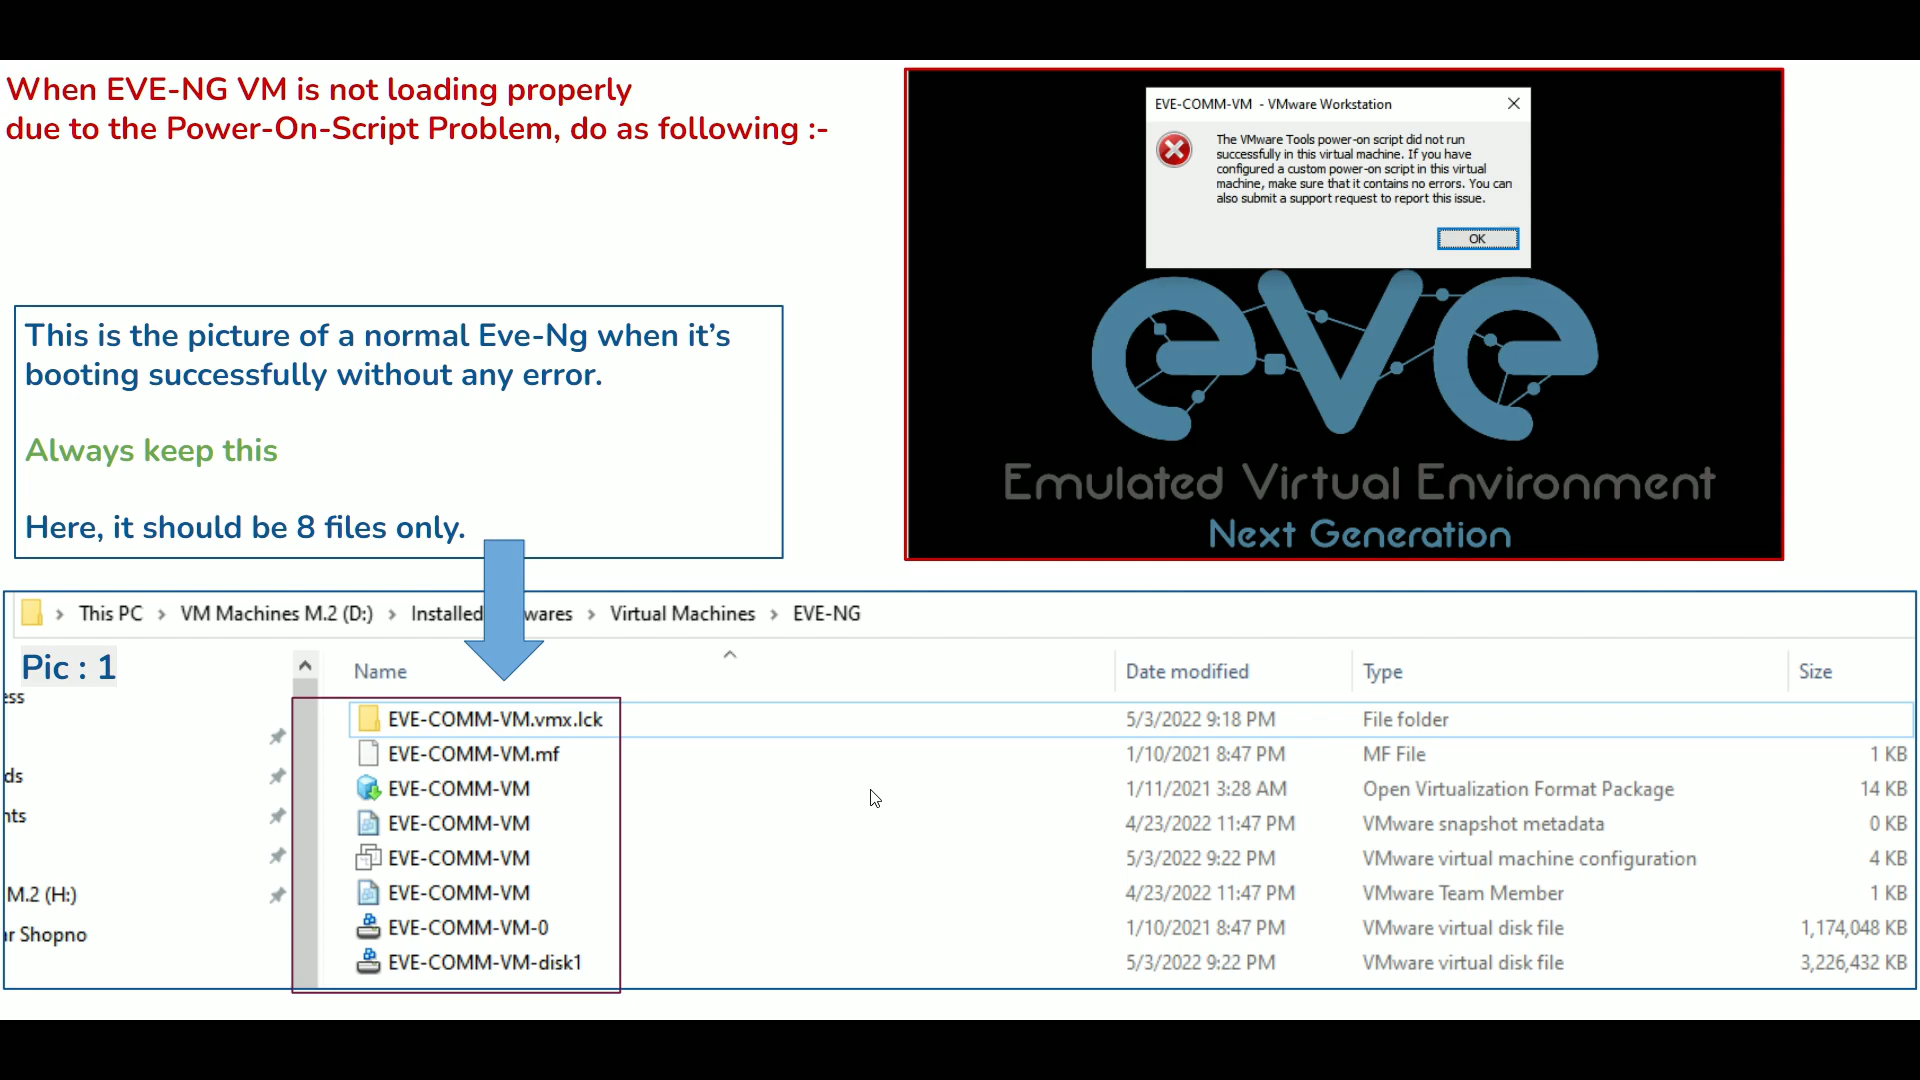 When EVE-NG VM is not loading properly
due to the Power-On-Script Problem, do as following :-
EVE-COMM-VM - VMware Workstation
The VMware Tools power-on script did not run
successfully in this virtual machine. If you have
configured a custom power-on script in this virtual
machine, make sure that it contains no errors. You can
also submit a support request to report this issue.
OK
eve
Emulated Virtual Environment
Next Generation
This is the picture of a normal Eve-Ng when it's
booting successfully without any error.
Always keep this
Here, it should be 8 files only.
This PC > VM Machines M.2 (D:) > Installed wares > Virtual Machines > EVE-NG
Pic : 1
Name Date modified Type Size
ess
ds
nts
M.2 (H:)
ar Shopno
EVE-COMM-VM.vmx.lck 5/3/2022 9:18 PM File folder
EVE-COMM-VM.mf 1/10/2021 8:47 PM MF File 1 KB
EVE-COMM-VM 1/11/2021 3:28 AM Open Virtualization Format Package 14 KB
EVE-COMM-VM 4/23/2022 11:47 PM VMware snapshot metadata 0 KB
EVE-COMM-VM 5/3/2022 9:22 PM VMware virtual machine configuration 4 KB
EVE-COMM-VM 4/23/2022 11:47 PM VMware Team Member 1 KB
EVE-COMM-VM-0 1/10/2021 8:47 PM VMware virtual disk file 1,174,048 KB
EVE-COMM-VM-disk1 5/3/2022 9:22 PM VMware virtual disk file 3,226,432 KB